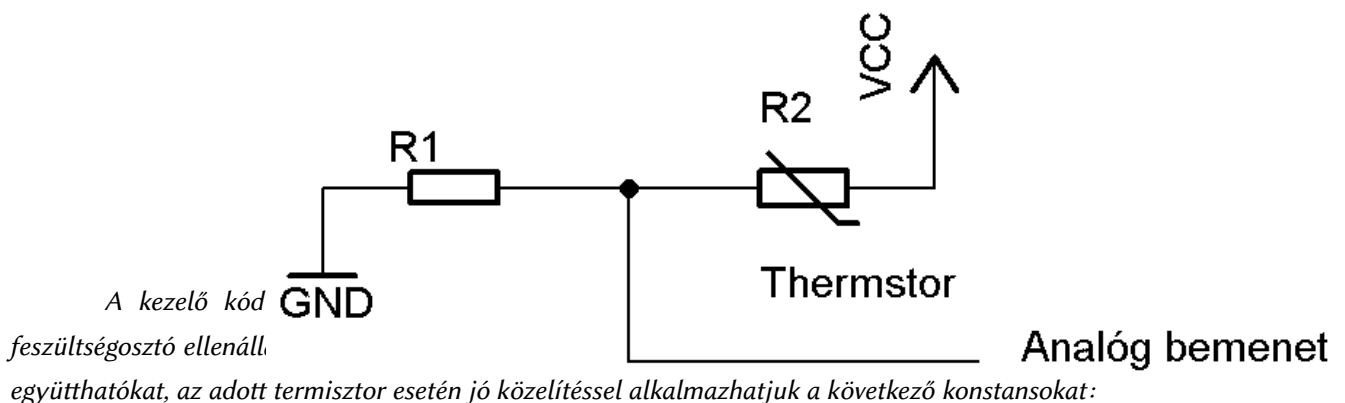 VCC
R2
R1
Thermstor
A kezelő kód GND
feszültségosztó
Analóg bemenet
együtthatókat, az adott termisztor esetén jó közelítéssel alkalmazhatjuk a következő konstansokat: